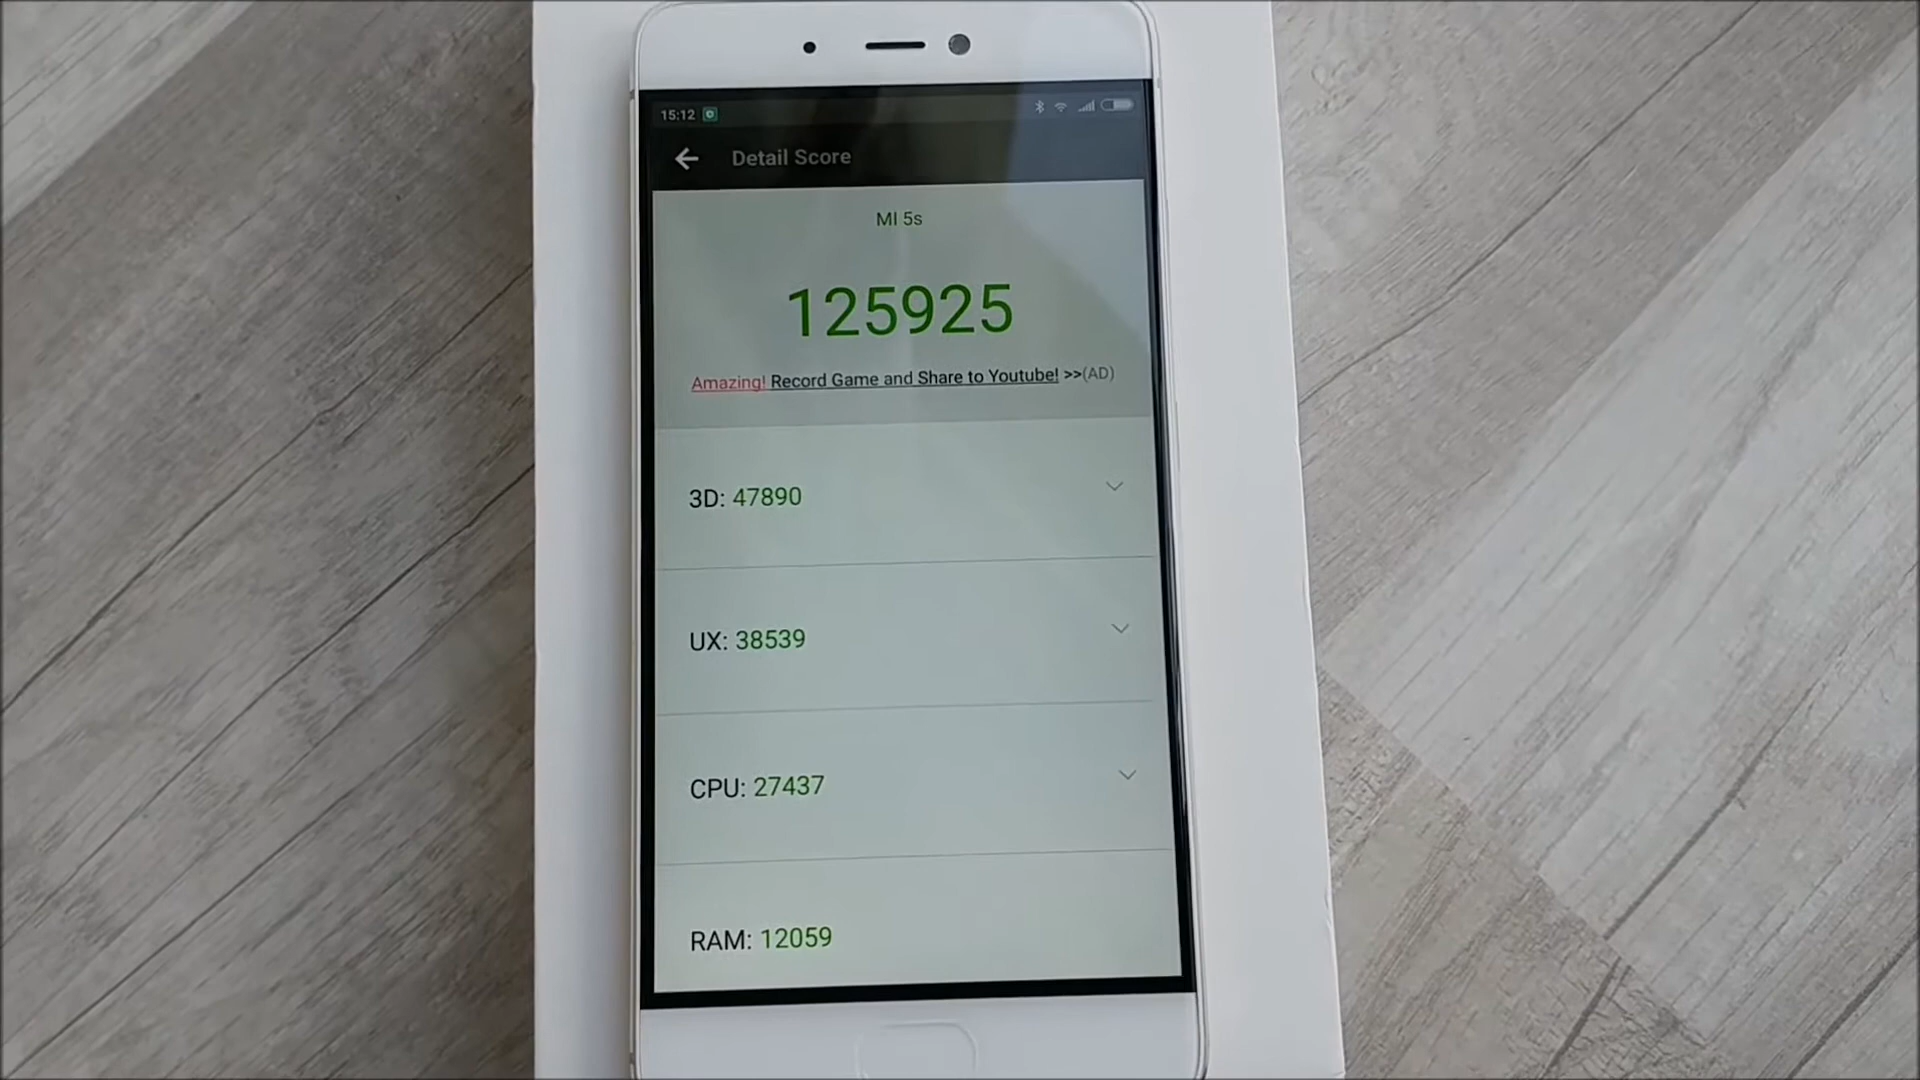 15:12
Detail Score
MI 5s
125925
Amazing! Record Game and Share to Youtube! >>(AD)
3D: 47890
UX: 38539
CPU: 27437
RAM: 12059